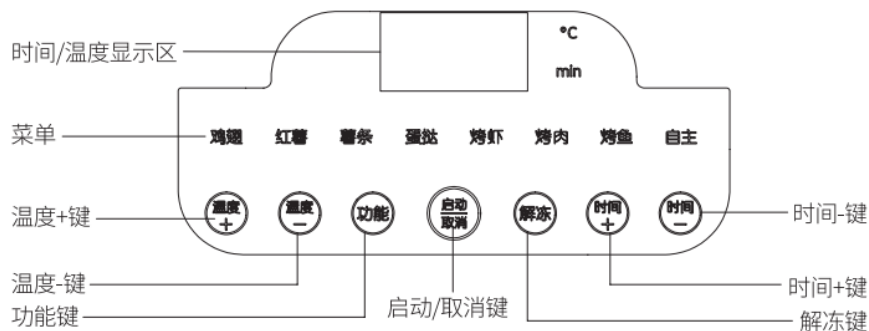 时间/温度显示区
°C
min
菜单
鸡翅 红薯 薯条 蛋挞 烤虾 烤肉 烤鱼 自主
温度+ 温度- 功能 启动/取消 解冻 时间+ 时间-
温度+键
时间-键
温度-键
时间+键
功能键
启动/取消键
解冻键